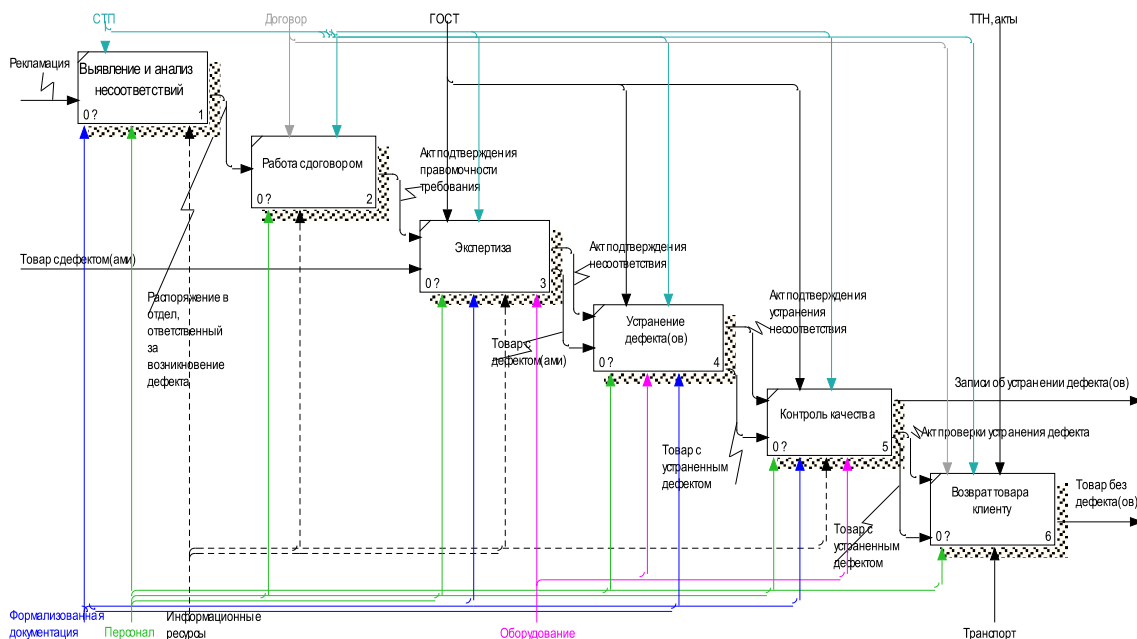 СТП
Договор
ГОСТ
ТТН, акты
Рекламация
Выявление и анализ
несоответствий
0 ?
1
Работа с договором
0 ?
2
Акт подтверждения
правомочности
требования
Экспертиза
0 ?
3
Товар с дефектом(ами)
Акт подтверждения
несоответствия
Распоряжение в
отдел,
ответственный
за
возникновение
дефекта
Устранение
дефекта(ов)
0 ?
4
Товар с
дефектом(ами)
Акт подтверждения
устранения
несоответствия
Контроль качества
0 ?
5
Записи об устранении дефекта(ов)
Акт проверки устранения дефекта
Товар с
устраненным
дефектом
Возврат товара
клиенту
0 ?
6
Товар без
дефекта(ов)
Товар с
устраненным
дефектом
Формализованная
документация
Персонал
Информационные
ресурсы
Оборудование
Транспорт